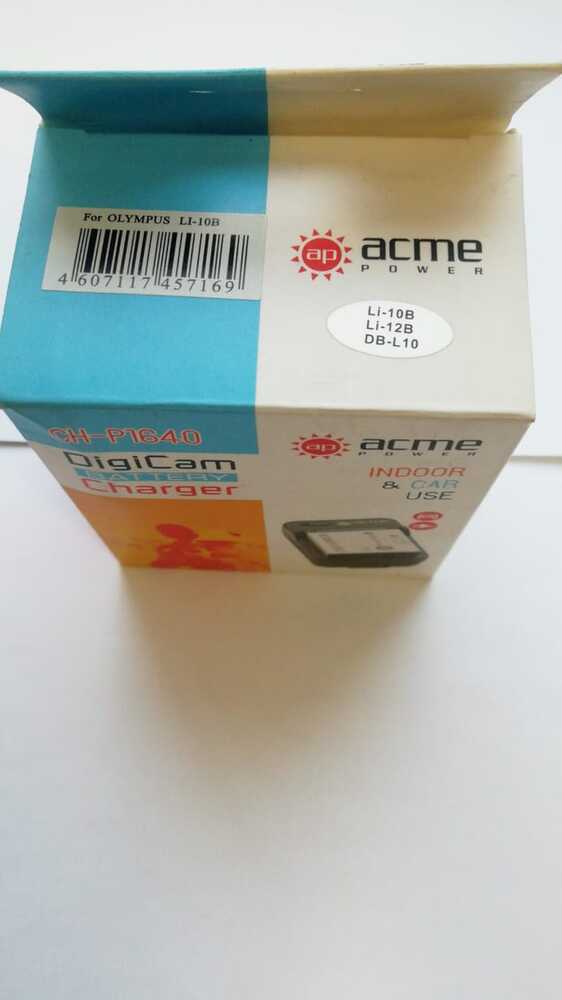 For OLYMPUS LI-10B
4 607117 457169
ap acme
POWER
Li-10B
Li-12B
DB-L10
CH-P1640
DigiCam
BATTERY
Charger
ap acme
POWER
INDOOR
& CAR
USE